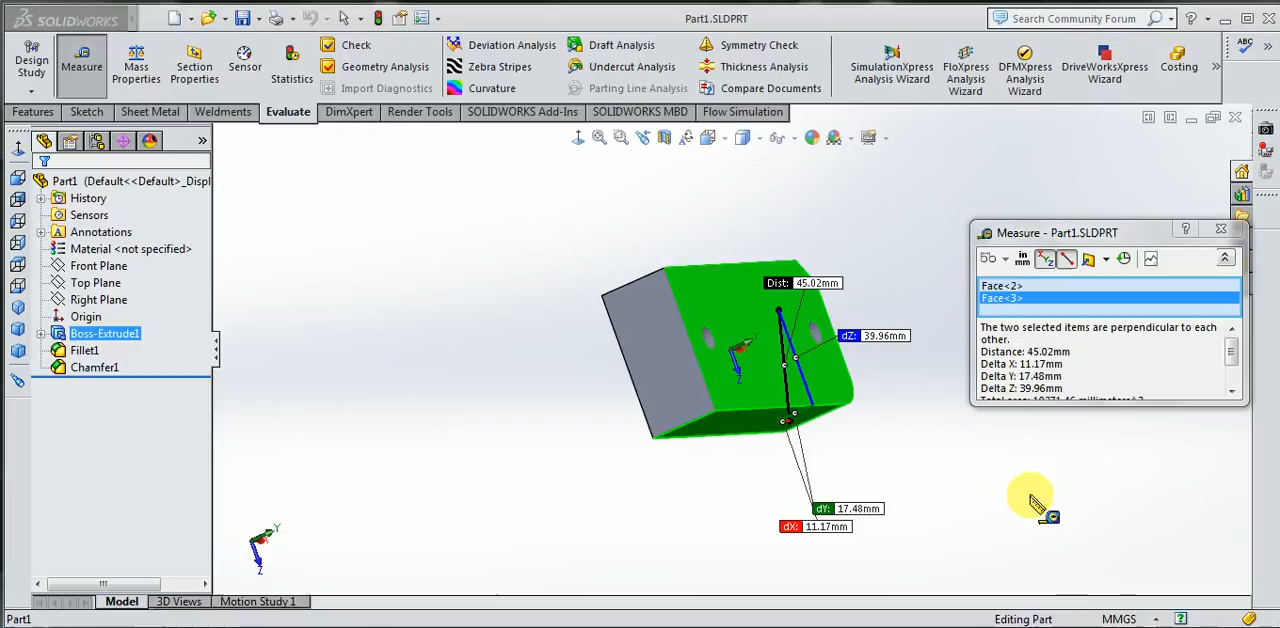 SOLIDWORKS
Part1.SLDPRT
Search Community Forum
Design Study
Measure
Mass Properties
Section Properties
Sensor
Statistics
Check
Geometry Analysis
Import Diagnostics
Deviation Analysis
Zebra Stripes
Curvature
Draft Analysis
Undercut Analysis
Parting Line Analysis
Symmetry Check
Thickness Analysis
Compare Documents
SimulationXpress Analysis Wizard
FloXpress Analysis Wizard
DFMXpress Analysis Wizard
DriveWorksXpress Wizard
Costing
ABC
Features
Sketch
Sheet Metal
Weldments
Evaluate
DimXpert
Render Tools
SOLIDWORKS Add-Ins
SOLIDWORKS MBD
Flow Simulation
Part1 (Default<<Default>_Displ
History
Sensors
Annotations
Material <not specified>
Front Plane
Top Plane
Right Plane
Origin
Boss-Extrude1
Fillet1
Chamfer1
Dist: 45.02mm
dZ: 39.96mm
dY: 17.48mm
dX: 11.17mm
Y
Z
Y
Z
Measure - Part1.SLDPRT
in
mm
Face<2>
Face<3>
The two selected items are perpendicular to each
other.
Distance: 45.02mm
Delta X: 11.17mm
Delta Y: 17.48mm
Delta Z: 39.96mm
Model
3D Views
Motion Study 1
Part1
Editing Part
MMGS